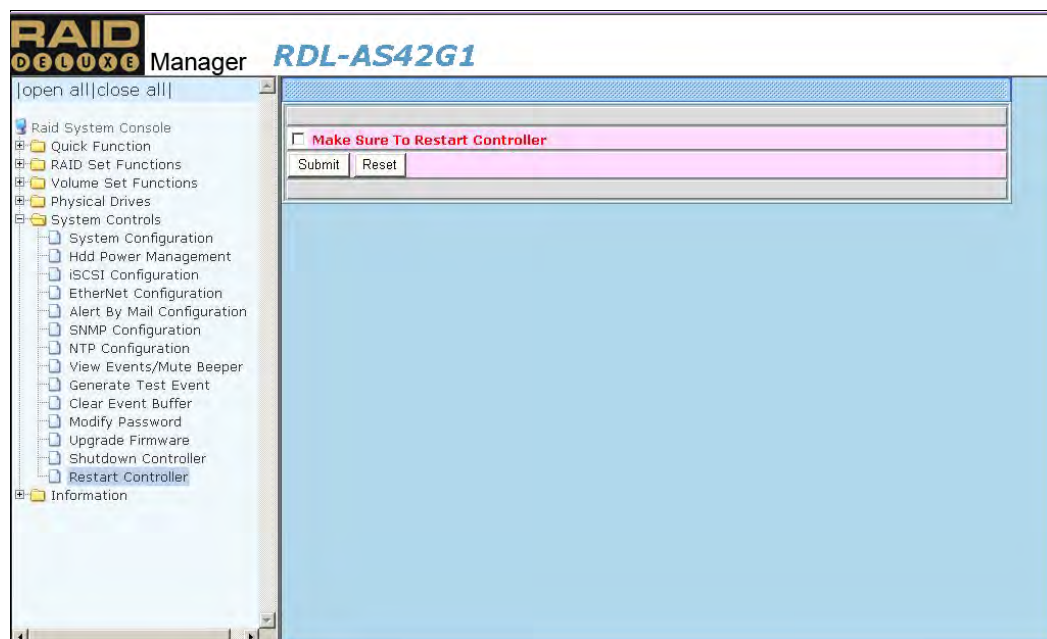 RAID
DELUXE Manager
RDL-AS42G1
|open all|close all|
Raid System Console
Quick Function
RAID Set Functions
Volume Set Functions
Physical Drives
System Controls
System Configuration
Hdd Power Management
iSCSI Configuration
EtherNet Configuration
Alert By Mail Configuration
SNMP Configuration
NTP Configuration
View Events/Mute Beeper
Generate Test Event
Clear Event Buffer
Modify Password
Upgrade Firmware
Shutdown Controller
Restart Controller
Information
Make Sure To Restart Controller
Submit Reset